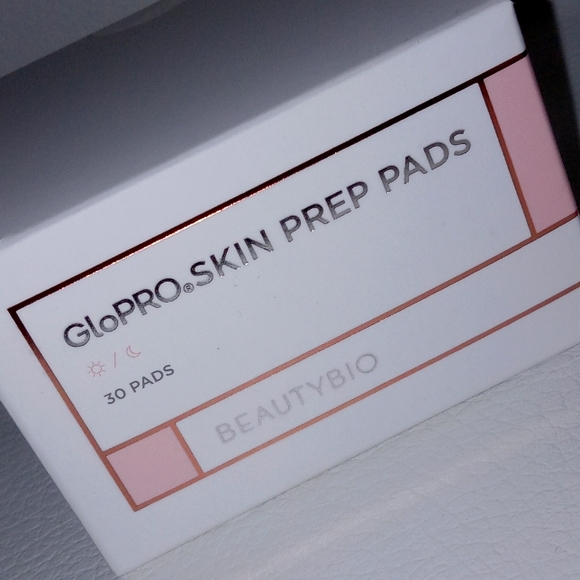 GloPRO® SKIN PREP PADS
/
30 PADS
BEAUTYBIO